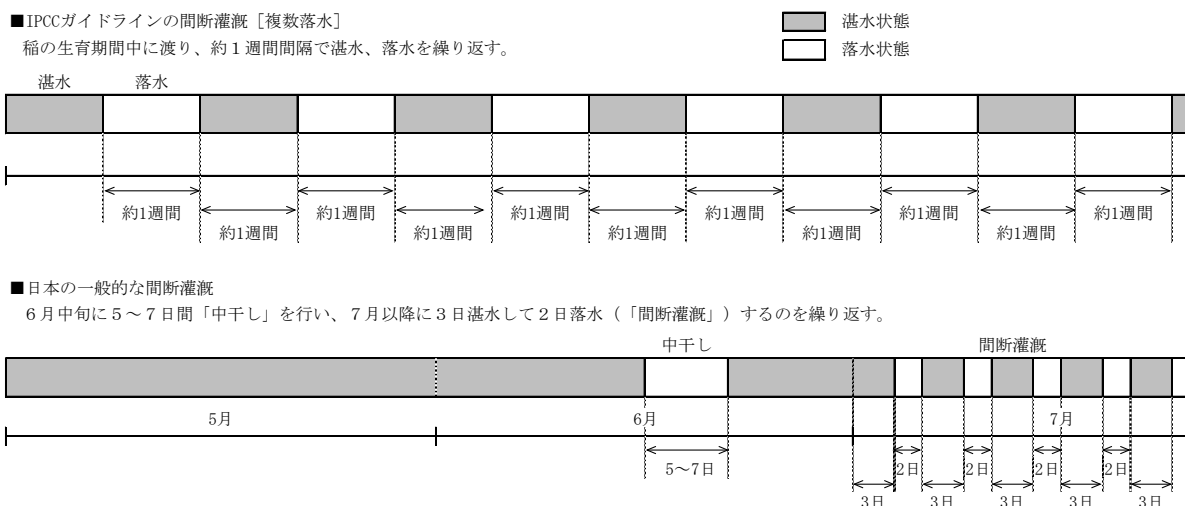 ■IPCCガイドラインの間断灌漑［複数落水］
稲の生育期間中に渡り、約１週間間隔で湛水、落水を繰り返す。
湛水状態
落水状態
湛水 落水
約1週間 約1週間 約1週間 約1週間 約1週間 約1週間
約1週間 約1週間 約1週間 約1週間 約1週間
■日本の一般的な間断灌漑
６月中旬に５～７日間「中干し」を行い、７月以降に３日湛水して２日落水（「間断灌漑」）するのを繰り返す。
中干し 間断灌漑
5月 6月 7月
5～7日 2日 2日 2日 2日
3日 3日 3日 3日 3日